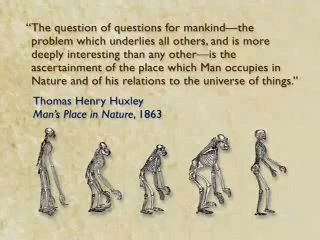 “The question of questions for mankind—the
problem which underlies all others, and is more
deeply interesting than any other—is the
ascertainment of the place which Man occupies in
Nature and of his relations to the universe of things.”
Thomas Henry Huxley
Man’s Place in Nature, 1863